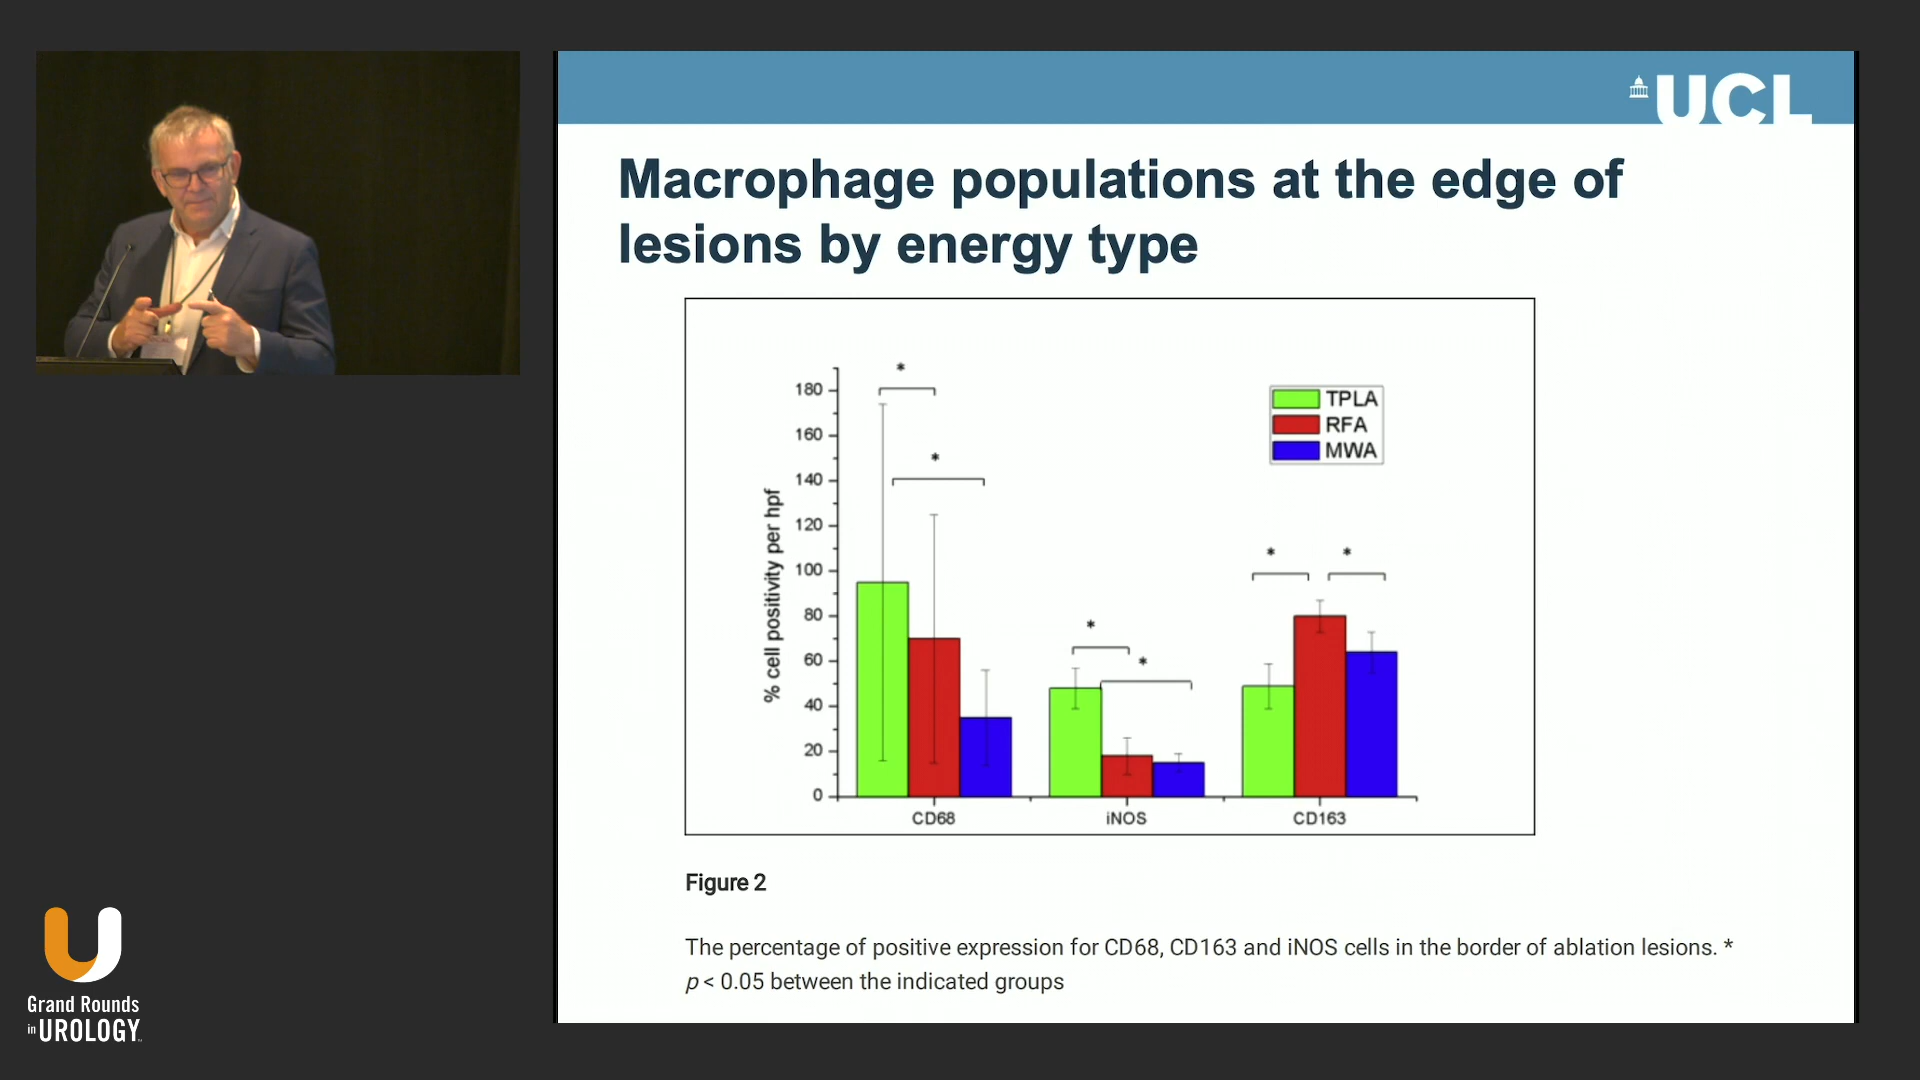 UCL
Macrophage populations at the edge of
lesions by energy type
*
*
*
*
*
*
TPLA
RFA
MWA
% cell positivity per hpf
180
160
140
120
100
80
60
40
20
0
CD68
iNOS
CD163
Figure 2
The percentage of positive expression for CD68, CD163 and iNOS cells in the border of ablation lesions. *
p < 0.05 between the indicated groups
Grand Rounds
in UROLOGY